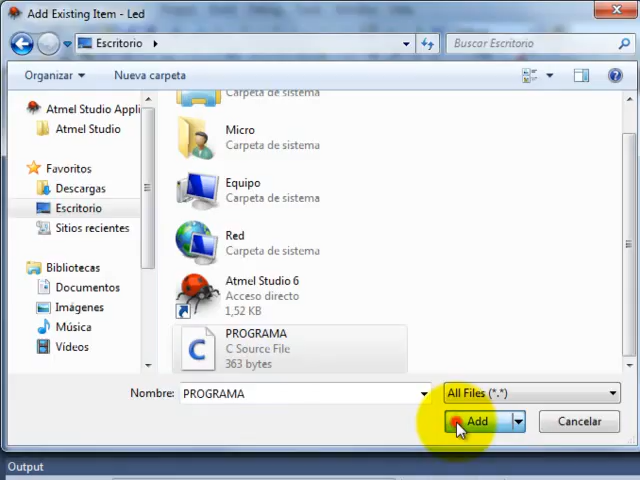 Add Existing Item - Led
Escritorio
Buscar Escritorio
Organizar
Nueva carpeta
Atmel Studio Appli
Atmel Studio
Favoritos
Descargas
Escritorio
Sitios recientes
Bibliotecas
Documentos
Imágenes
Música
Vídeos
Carpeta de sistema
Micro
Carpeta de sistema
Equipo
Carpeta de sistema
Red
Carpeta de sistema
Atmel Studio 6
Acceso directo
1,52 KB
PROGRAMA
C Source File
363 bytes
Nombre: PROGRAMA
All Files (*.*)
Add
Cancelar
Output